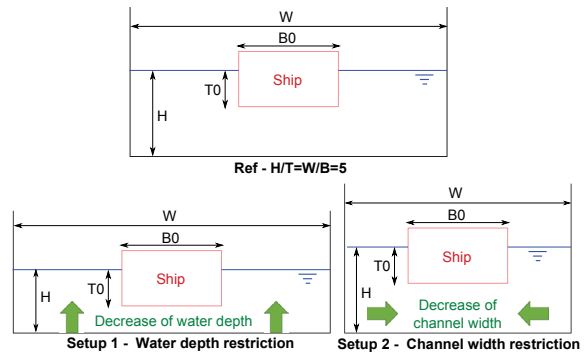 W
B0
Ship
T0
H
Ref - H/T=W/B=5
W
B0
Ship
T0
H
Decrease of water depth
Setup 1 - Water depth restriction
W
B0
Ship
T0
H
Decrease of
channel width
Setup 2 - Channel width restriction